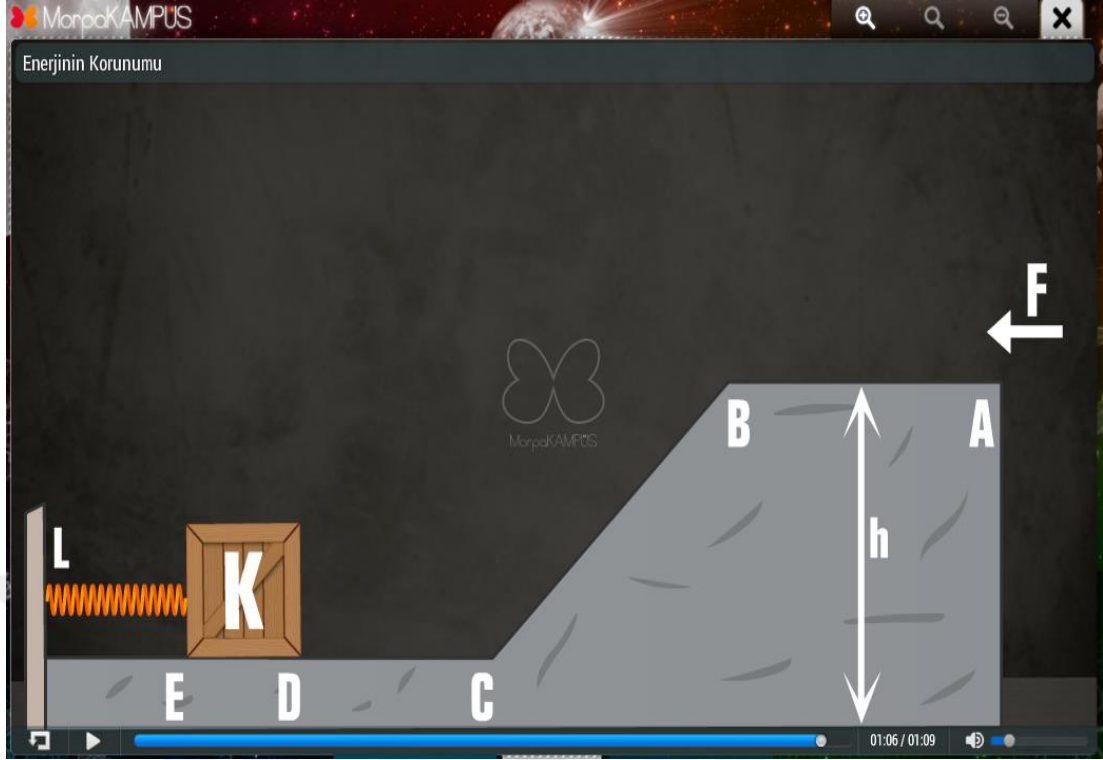 MorpaKAMPÜS
Enerjinin Korunumu
F
MorpaKAMPÜS
B
A
L
K
h
E
D
C
01:06 / 01:09